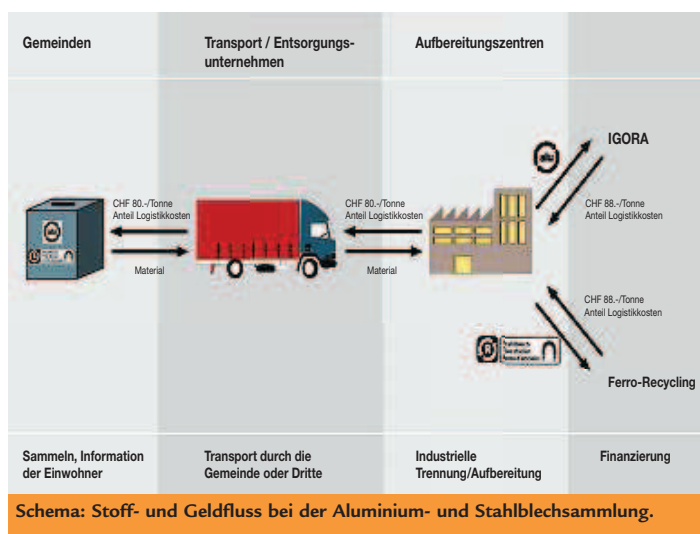 Gemeinden
Transport / Entsorgungs-
unternehmen
Aufbereitungszentren
IGORA
alu
CHF 80.-/Tonne
Anteil Logistikkosten
Material
CHF 80.-/Tonne
Anteil Logistikkosten
Material
CHF 88.-/Tonne
Anteil Logistikkosten
CHF 88.-/Tonne
Anteil Logistikkosten
Ferro-Recycling
Sammeln, Information
der Einwohner
Transport durch die
Gemeinde oder Dritte
Industrielle
Trennung/Aufbereitung
Finanzierung
Schema: Stoff- und Geldfluss bei der Aluminium- und Stahlblechsammlung.